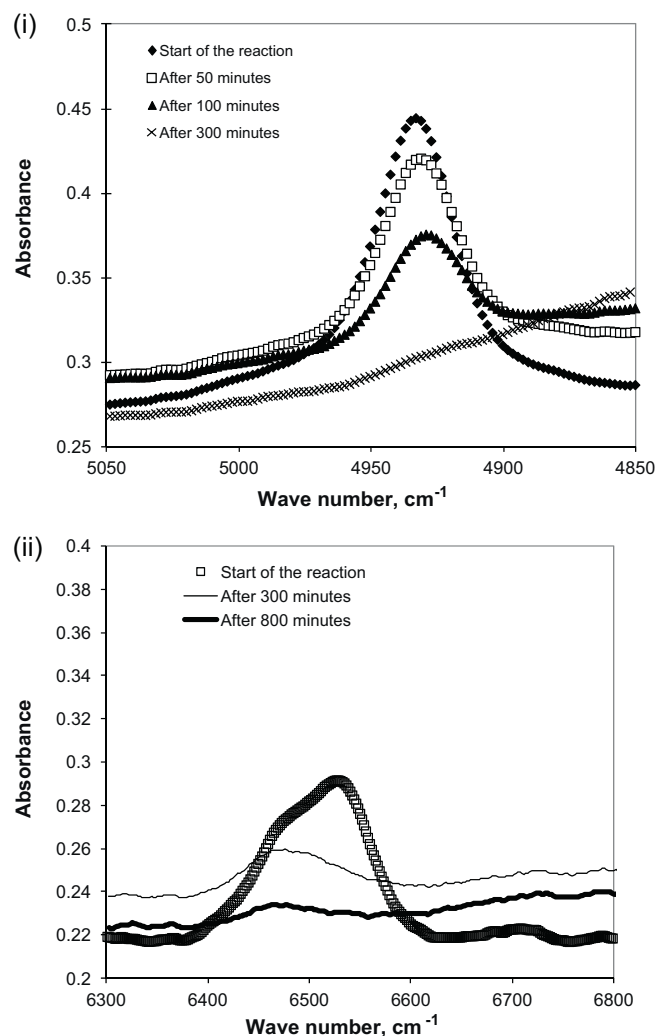 (i)
0.5
Start of the reaction
After 50 minutes
0.45
After 100 minutes
After 300 minutes
0.4
Absorbance
0.35
0.3
0.25
5050 5000 4950 4900 4850
Wave number, cm-1
(ii)
0.4
Start of the reaction
0.38
After 300 minutes
After 800 minutes
0.36
0.34
0.32
Absorbance
0.3
0.28
0.26
0.24
0.22
0.2
6300 6400 6500 6600 6700 6800
Wave number, cm-1